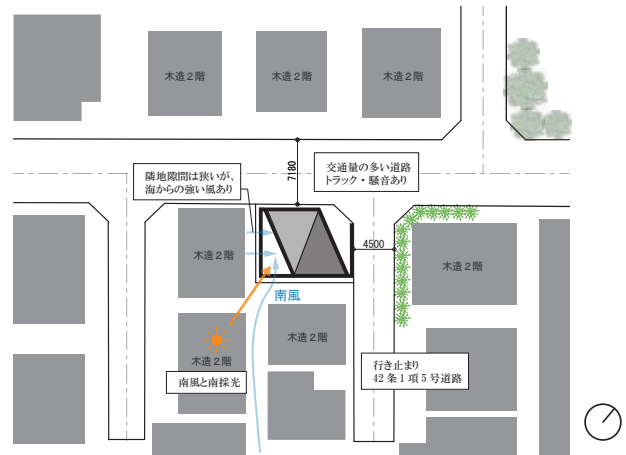 木造２階
木造２階
木造２階
隣地隙間は狭いが、
海からの強い風あり
7180
交通量の多い道路
トラック・騒音あり
木造２階
4500
木造２階
南風
木造２階
木造２階
南風と南採光
行き止まり
42条1項5号道路